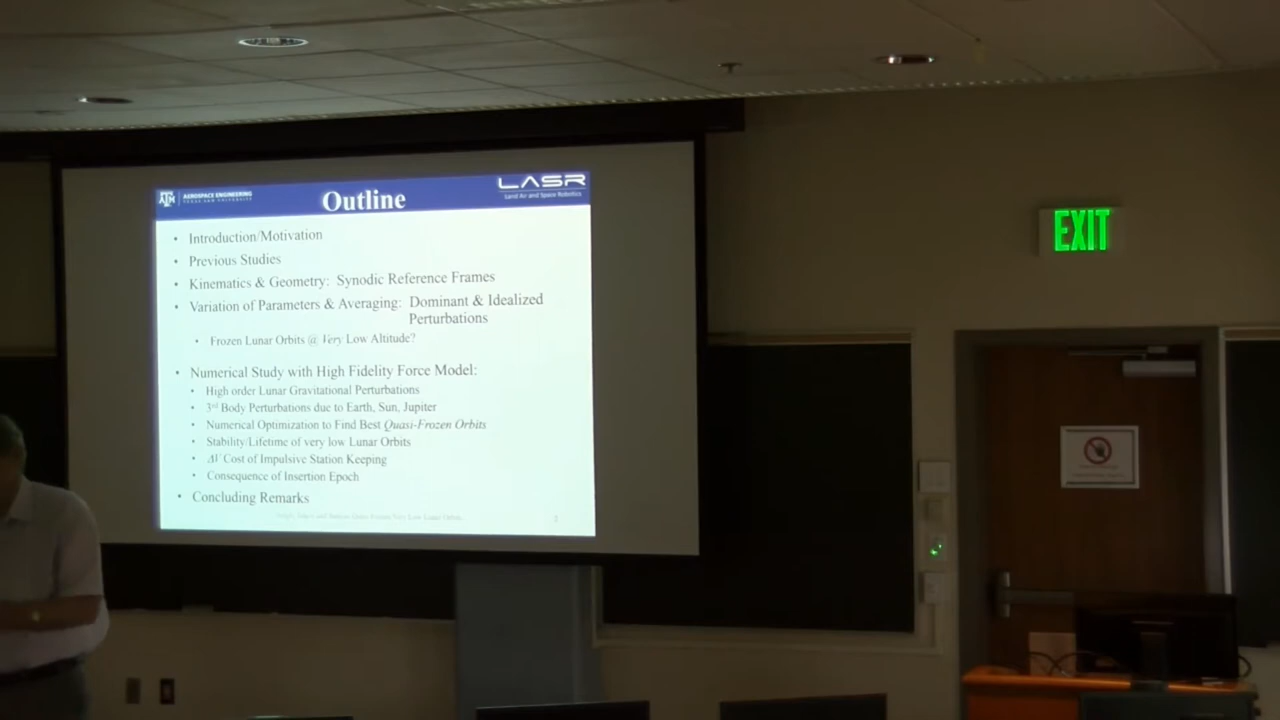 AEROSPACE ENGINEERING
TEXAS A&M UNIVERSITY
Outline
LASR
Land Air and Space Robotics
• Introduction/Motivation
• Previous Studies
• Kinematics & Geometry: Synodic Reference Frames
• Variation of Parameters & Averaging: Dominant & Idealized
Perturbations
• Frozen Lunar Orbits @ Very Low Altitude?
• Numerical Study with High Fidelity Force Model:
• High order Lunar Gravitational Perturbations
• 3rd Body Perturbations due to Earth, Sun, Jupiter
• Numerical Optimization to Find Best Quasi-Frozen Orbits
• Stability/Lifetime of very low Lunar Orbits
• ΔV Cost of Impulsive Station Keeping
• Consequence of Insertion Epoch
• Concluding Remarks
EXIT